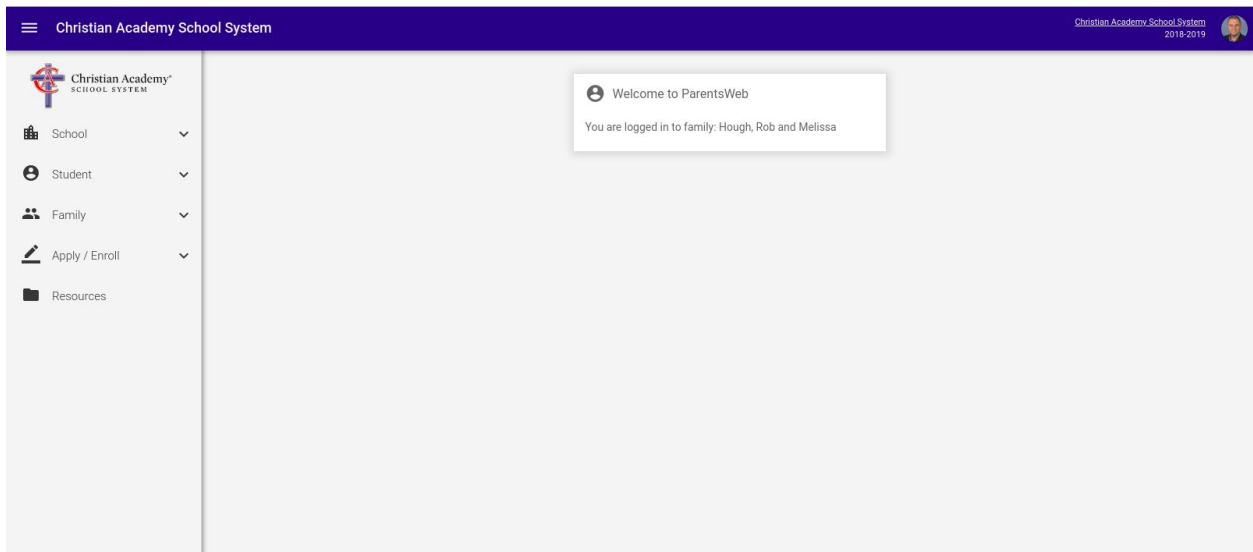 Christian Academy School System
Christian Academy School System
2018-2019
Christian Academy®
SCHOOL SYSTEM
School
Student
Family
Apply / Enroll
Resources
Welcome to ParentsWeb
You are logged in to family: Hough, Rob and Melissa